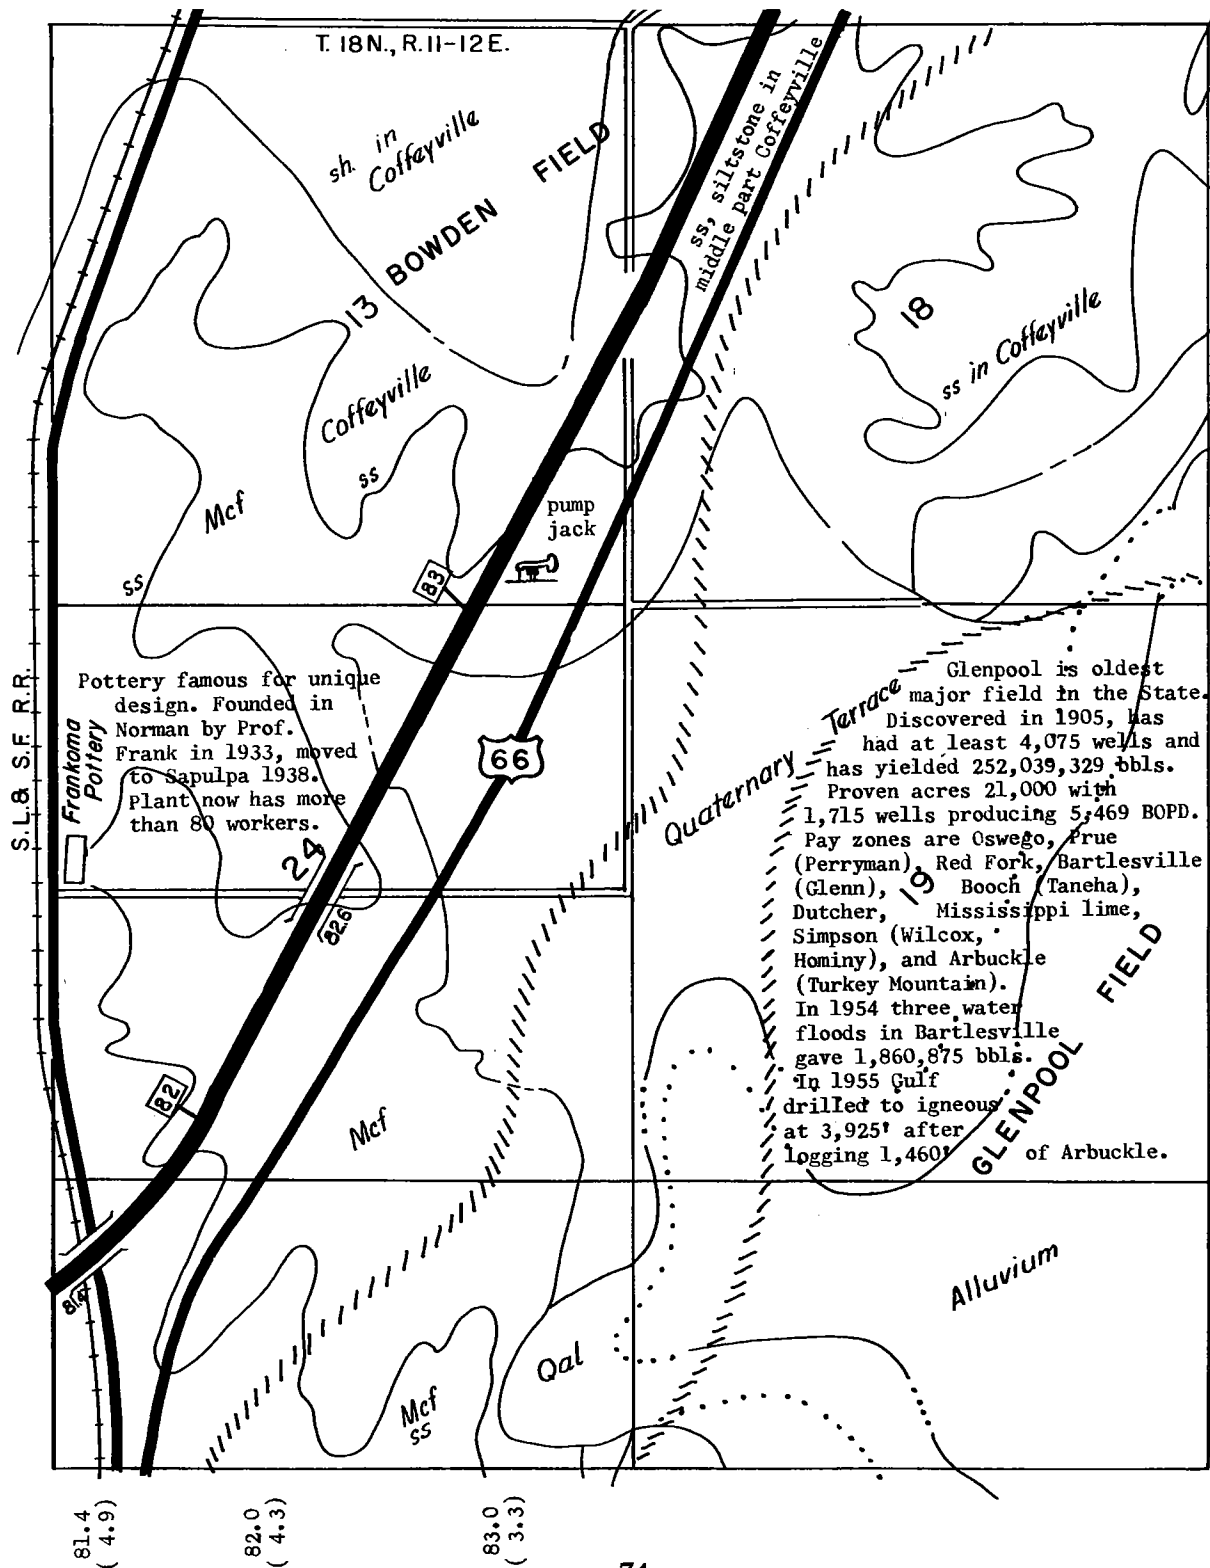 T. 18N., R. 11-12 E.
sh. in
Coffeyville
BOWDEN FIELD
13
ss, siltstone in
middle part Coffeyville
18
ss in Coffeyville
Coffeyville
ss
Mcf
ss
pump
jack
83
S.L.& S.F. R.R.
Pottery famous for unique
design. Founded in
Norman by Prof.
Frank in 1933, moved
to Sapulpa 1938.
Plant now has more
than 80 workers.
Frankoma
Pottery
66
24
82.6
Quaternary Terrace
Glenpool is oldest
major field in the State.
Discovered in 1905, has
had at least 4,075 wells and
has yielded 252,039,329 bbls.
Proven acres 21,000 with
1,715 wells producing 5,469 BOPD.
Pay zones are Oswego, Prue
(Perryman), Red Fork, Bartlesville
(Glenn), Booch (Taneha),
Dutcher, Mississippi lime,
Simpson (Wilcox,
Hominy), and Arbuckle
(Turkey Mountain).
In 1954 three water
floods in Bartlesville
gave 1,860,875 bbls.
In 1955 Gulf
drilled to igneous
at 3,925' after
logging 1,460' of Arbuckle.
19
GLENPOOL FIELD
82
Mcf
81.4
Alluvium
Qal
Mcf
ss
81.4
( 4.9)
82.0
( 4.3)
83.0
( 3.3)